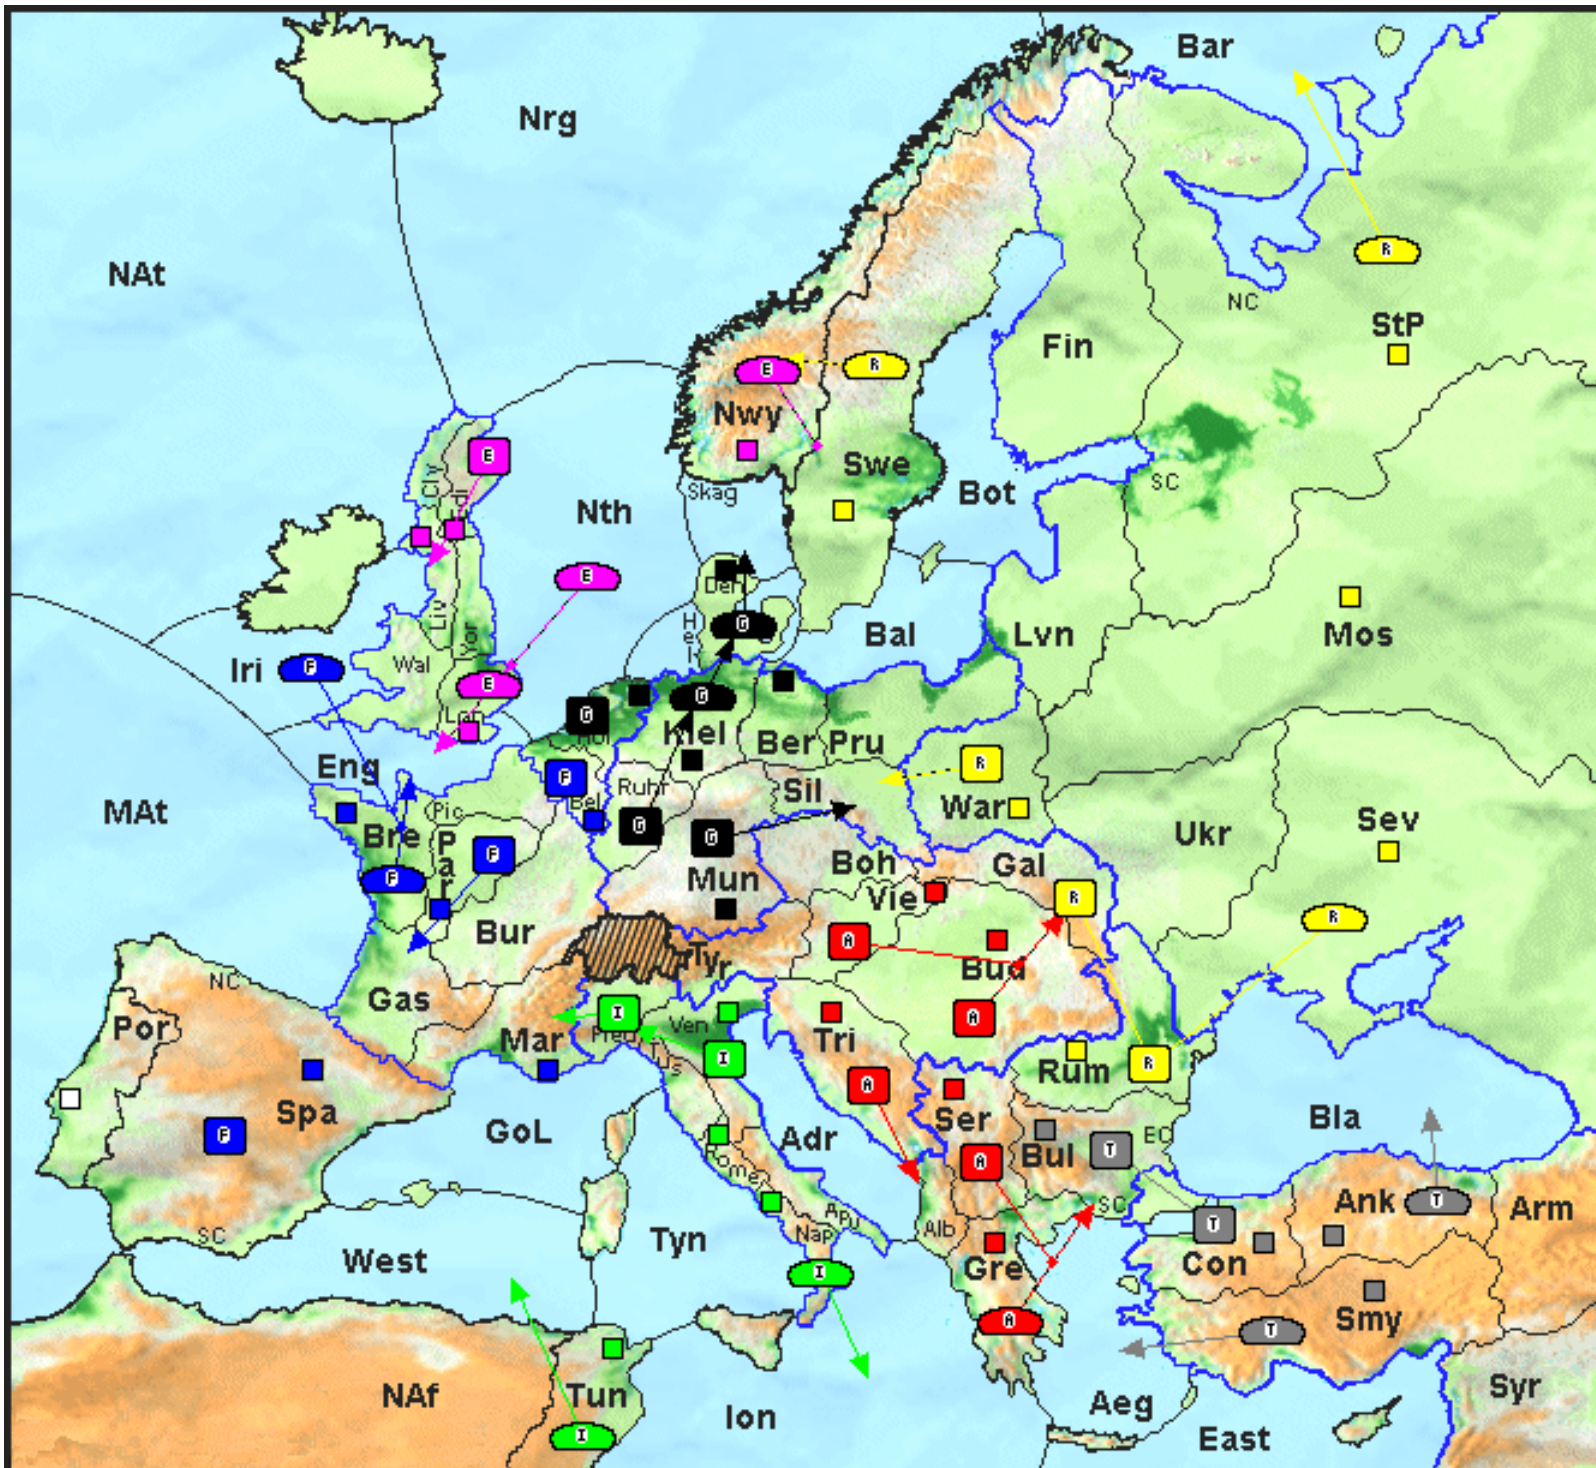 Bar
Nrg
NAt
NC
StP
Fin
E
R
R
Nwy
Swe
Skag
Bot
SC
E
Cly
Edi
Nth
E
Den
Hel
G
Bal
Lvn
Mos
Liv
Yor
Wal
Iri
F
E
Lon
G
G
Hol
Kiel
Ber
Pru
Eng
F
Bel
Ruhr
Sil
R
War
Ukr
Sev
MAt
Pic
Bre
Par
F
F
G
G
Mun
Boh
Gal
Vie
R
R
Bur
A
Bud
Tyr
NC
Gas
Por
Mar
I
Pied
Ven
Tus
I
Tri
A
A
Rum
R
Spa
F
GoL
Rome
Adr
Ser
A
Bul
T
EC
SC
Bla
Ank
T
Arm
SC
West
Tyn
Nap
Apu
Alb
Gre
Con
T
I
A
Smy
T
NAf
Tun
I
Ion
Aeg
East
Syr